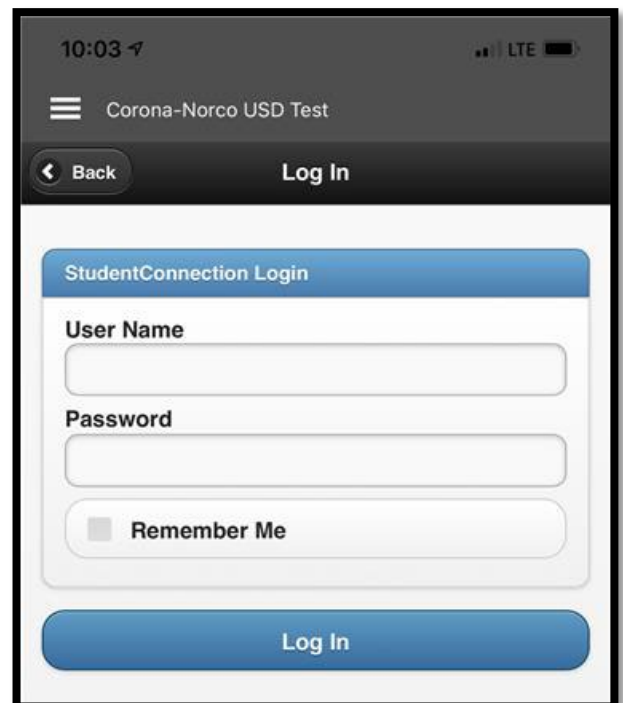 10:03
LTE
Corona-Norco USD Test
Back
Log In
StudentConnection Login
User Name
Password
Remember Me
Log In